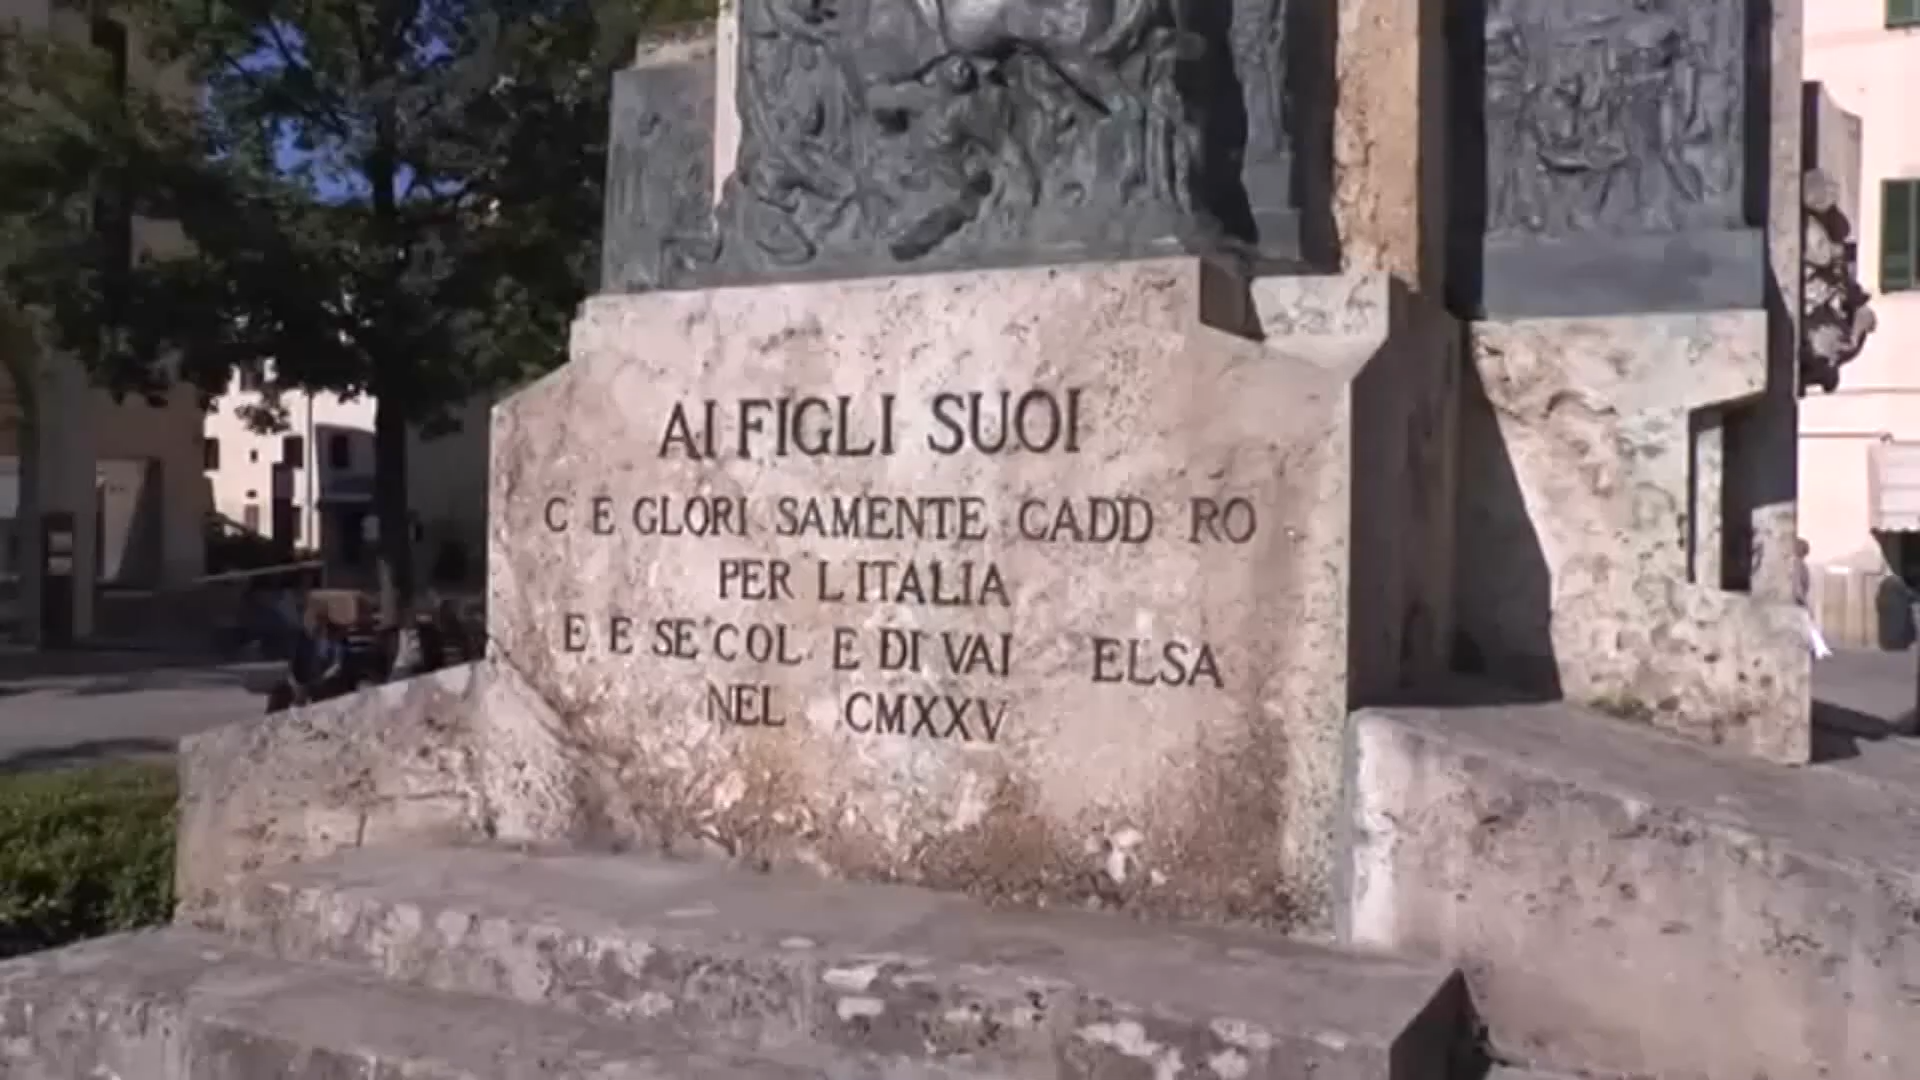 AI FIGLI SUOI
C E GLORI SAMENTE CADD RO
PER L'ITALIA
E E SE COL E DI VAI ELSA
NEL CMXXV